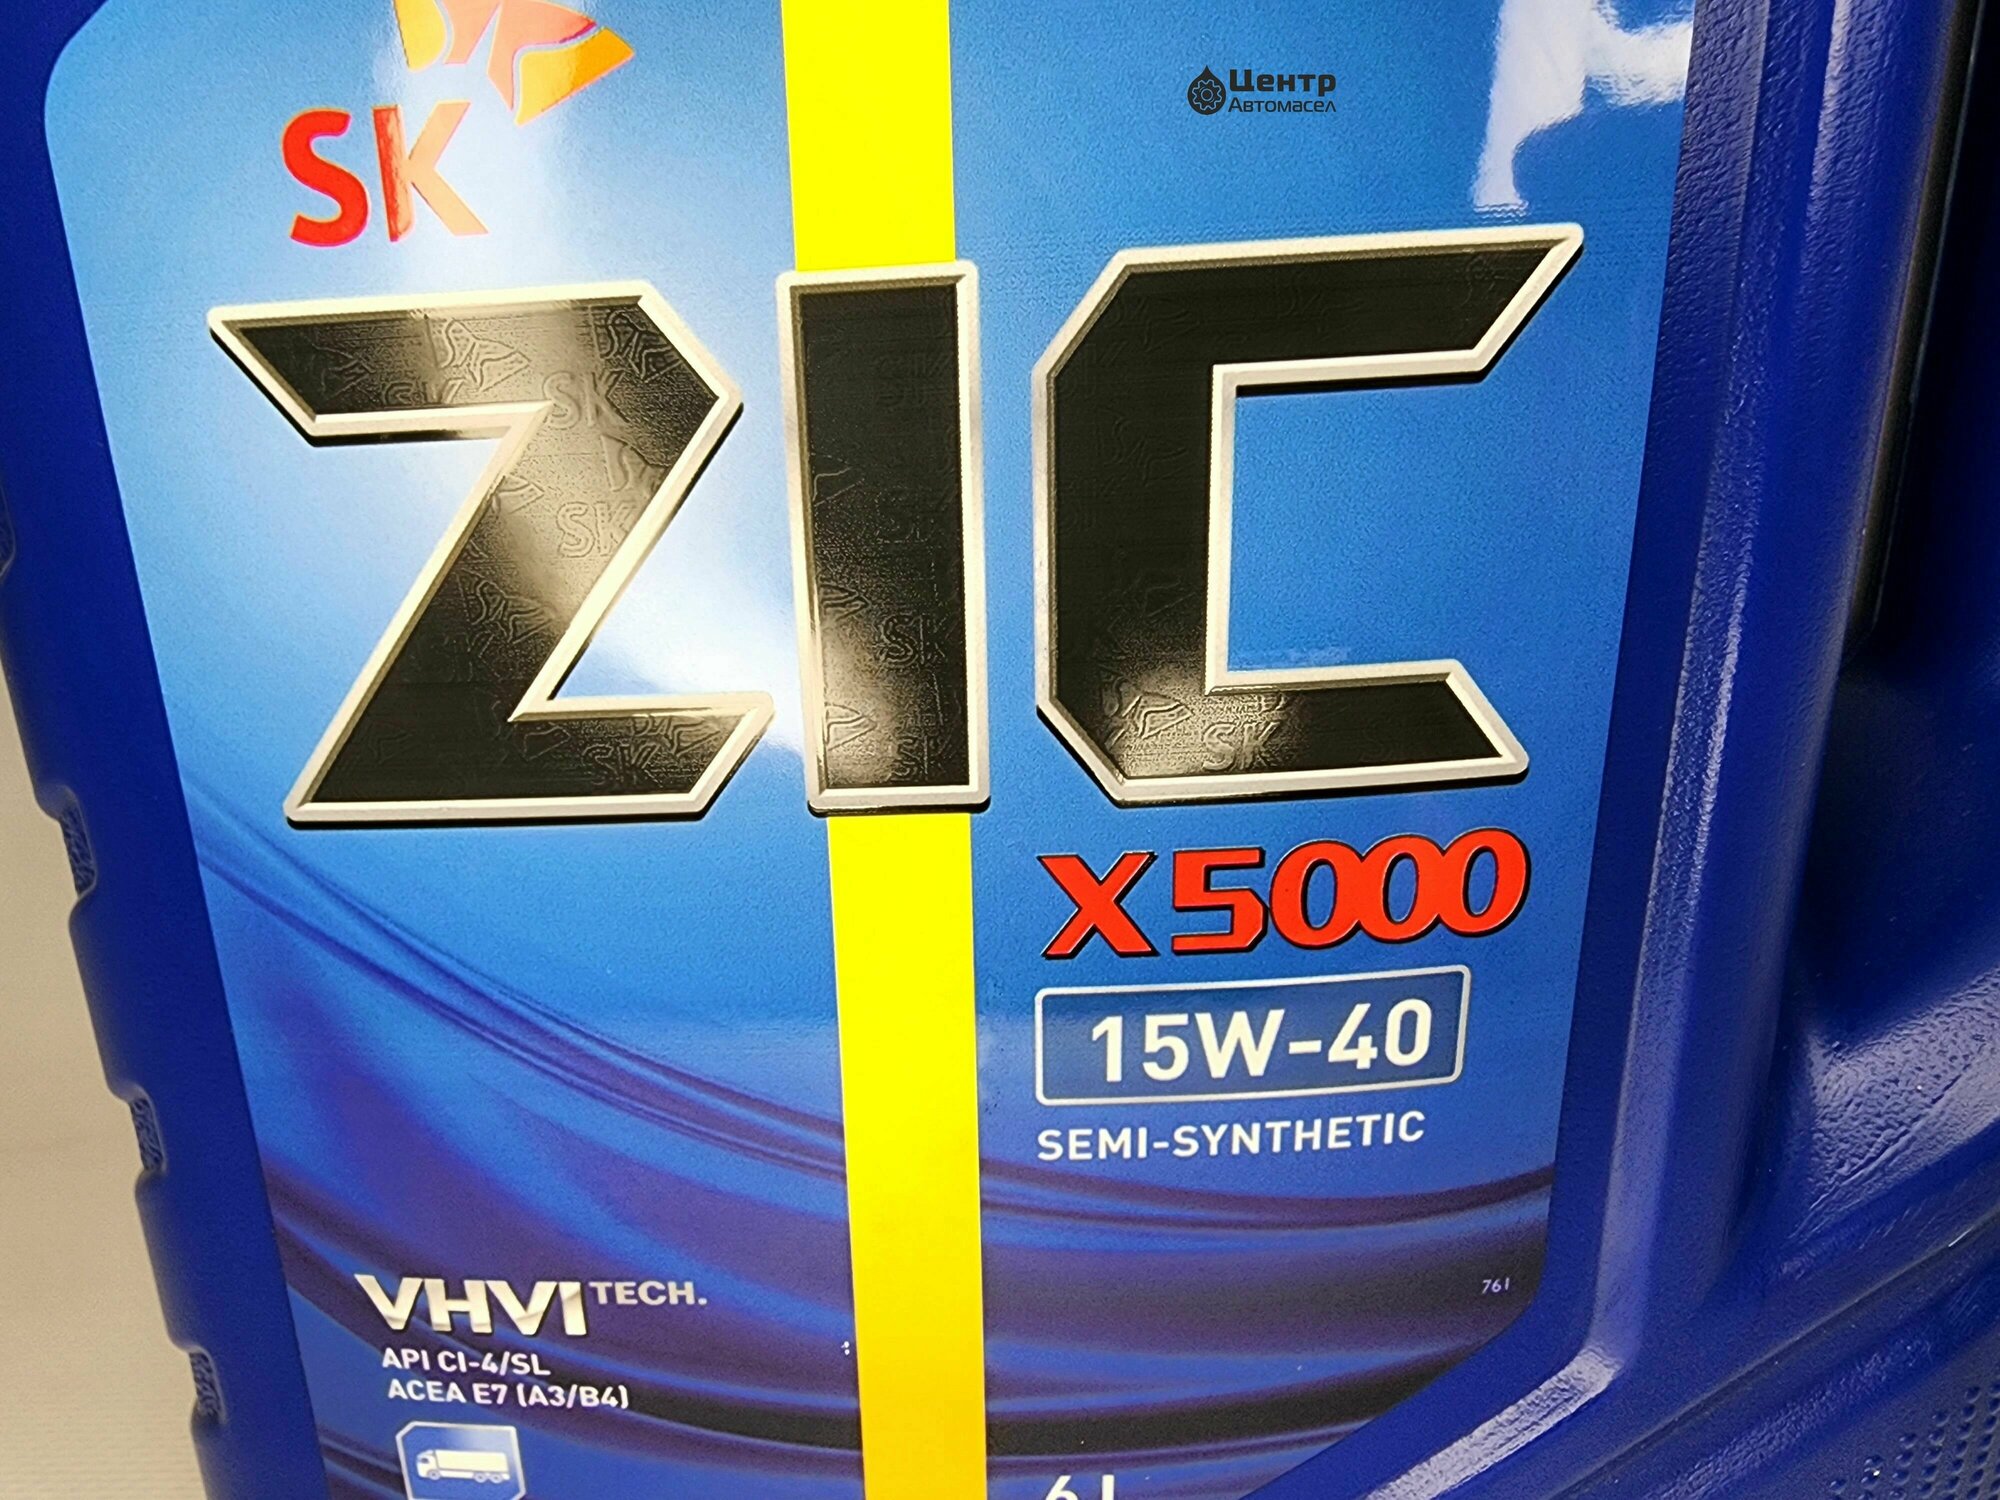 Центр
Автомасел
SK
ZIC
X5000
15W-40
SEMI-SYNTHETIC
VHVI TECH.
761
API CI-4/SL
ACEA E7 (A3/B4)